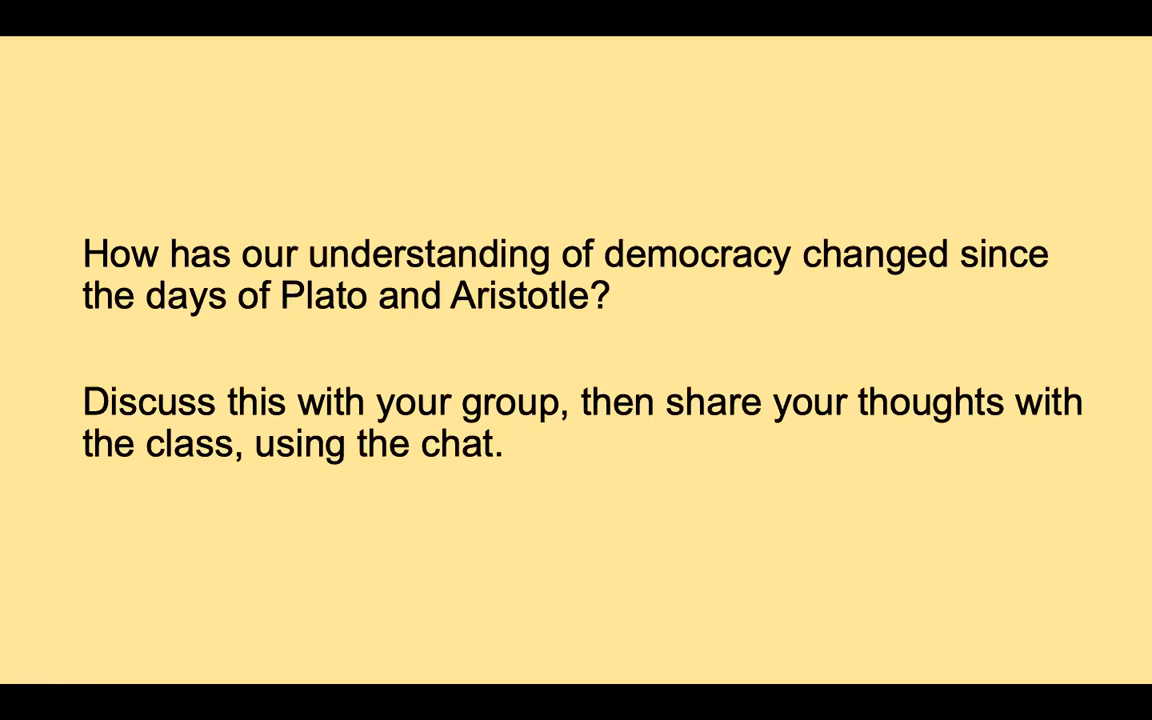 How has our understanding of democracy changed since
the days of Plato and Aristotle?
Discuss this with your group, then share your thoughts with
the class, using the chat.